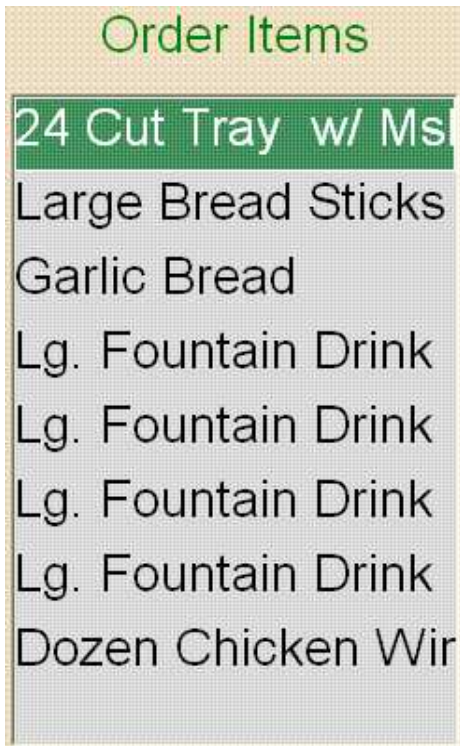 Order Items
24 Cut Tray w/ Ms
Large Bread Sticks
Garlic Bread
Lg. Fountain Drink
Lg. Fountain Drink
Lg. Fountain Drink
Lg. Fountain Drink
Dozen Chicken Wi